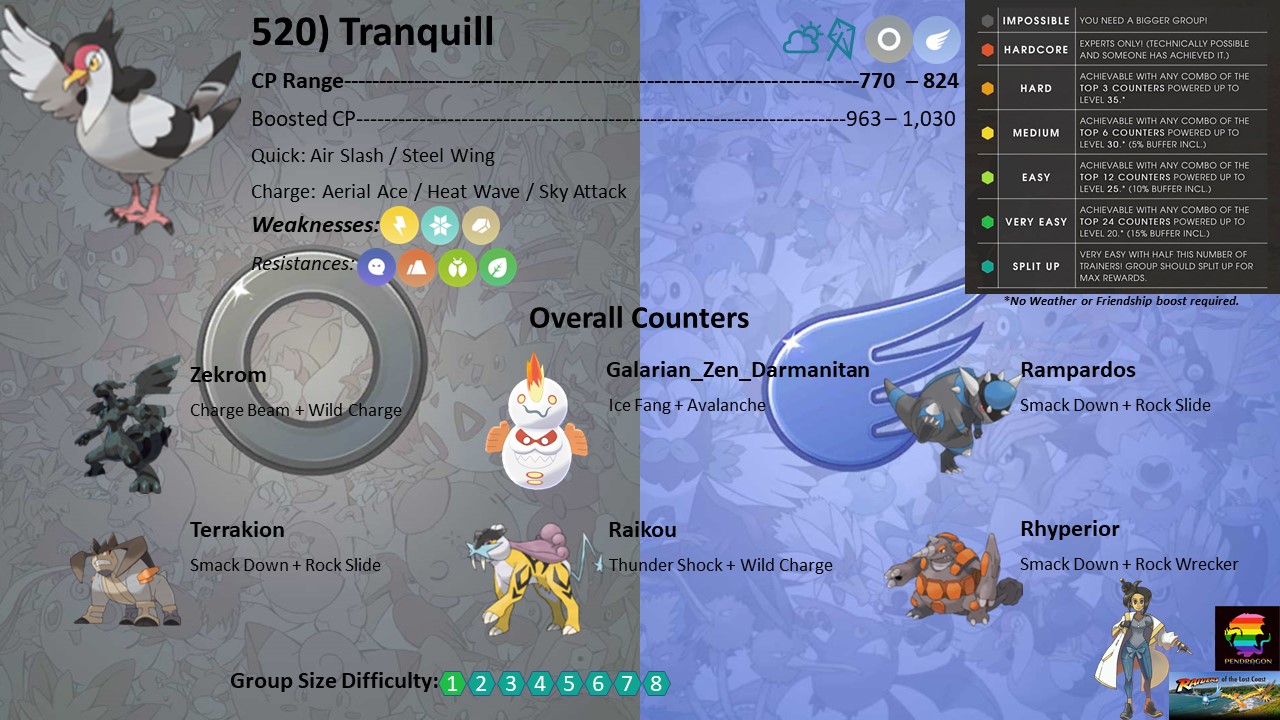 520) Tranquill
CP Range------------------------------------------------------------------------------------770 – 824
Boosted CP-----------------------------------------------------------------------------------963 – 1,030
Quick: Air Slash / Steel Wing
Charge: Aerial Ace / Heat Wave / Sky Attack
Weaknesses:
Resistances:
IMPOSSIBLE YOU NEED A BIGGER GROUP!
HARDCORE EXPERTS ONLY! (TECHNICALLY POSSIBLE
AND SOMEONE HAS ACHIEVED IT.)
HARD ACHIEVABLE WITH ANY COMBO OF THE
TOP 3 COUNTERS POWERED UP TO
LEVEL 35.*
MEDIUM ACHIEVABLE WITH ANY COMBO OF THE
TOP 6 COUNTERS POWERED UP TO
LEVEL 30.* (5% BUFFER INCL.)
EASY ACHIEVABLE WITH ANY COMBO OF THE
TOP 12 COUNTERS POWERED UP TO
LEVEL 25.* (10% BUFFER INCL.)
VERY EASY ACHIEVABLE WITH ANY COMBO OF THE
TOP 24 COUNTERS POWERED UP TO
LEVEL 20.* (15% BUFFER INCL.)
SPLIT UP VERY EASY WITH HALF THIS NUMBER OF
TRAINERS! GROUP SHOULD SPLIT UP FOR
MAX REWARDS.
*No Weather or Friendship boost required.
Overall Counters
Zekrom
Charge Beam + Wild Charge
Galarian_Zen_Darmanitan
Ice Fang + Avalanche
Rampardos
Smack Down + Rock Slide
Terrakion
Smack Down + Rock Slide
Raikou
Thunder Shock + Wild Charge
Rhyperior
Smack Down + Rock Wrecker
Group Size Difficulty: 1 2 3 4 5 6 7 8
PENDRAGON
RAIDERS of the Lost Coast